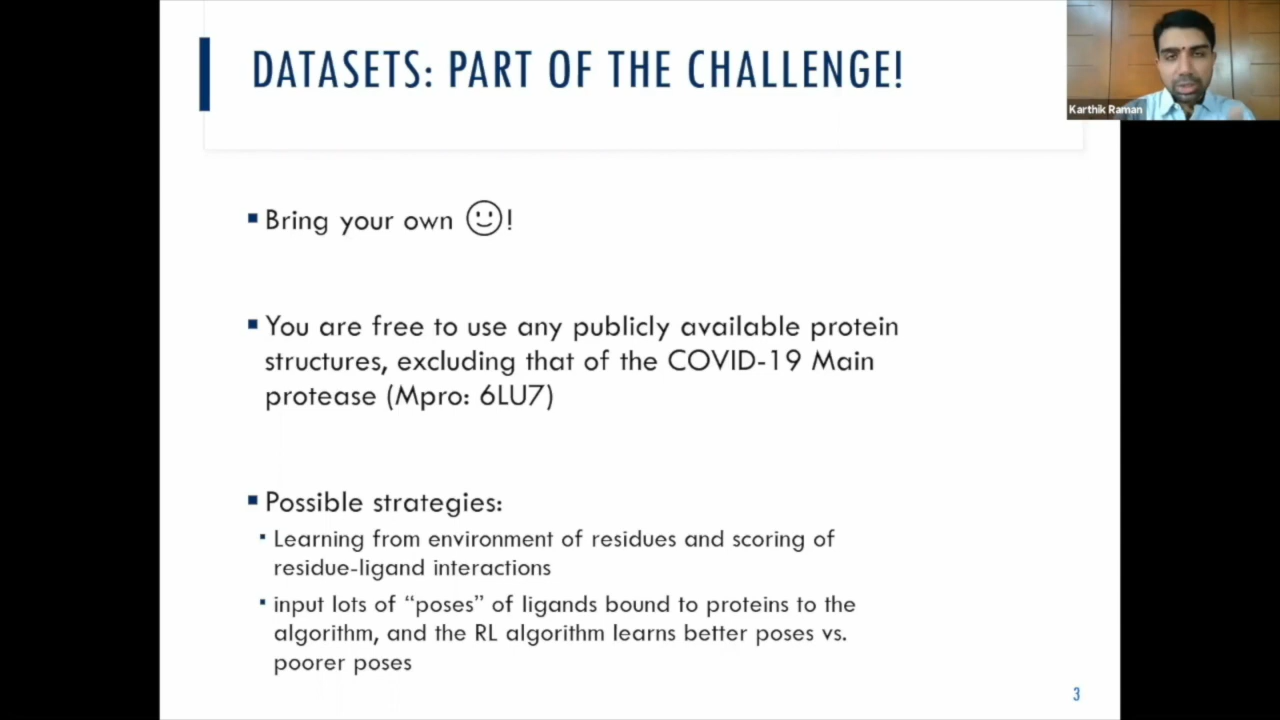 DATASETS: PART OF THE CHALLENGE!
Karthik Raman
▪ Bring your own ☺!
▪ You are free to use any publicly available protein
structures, excluding that of the COVID-19 Main
protease (Mpro: 6LU7)
▪ Possible strategies:
▪ Learning from environment of residues and scoring of
residue-ligand interactions
▪ input lots of “poses” of ligands bound to proteins to the
algorithm, and the RL algorithm learns better poses vs.
poorer poses
3